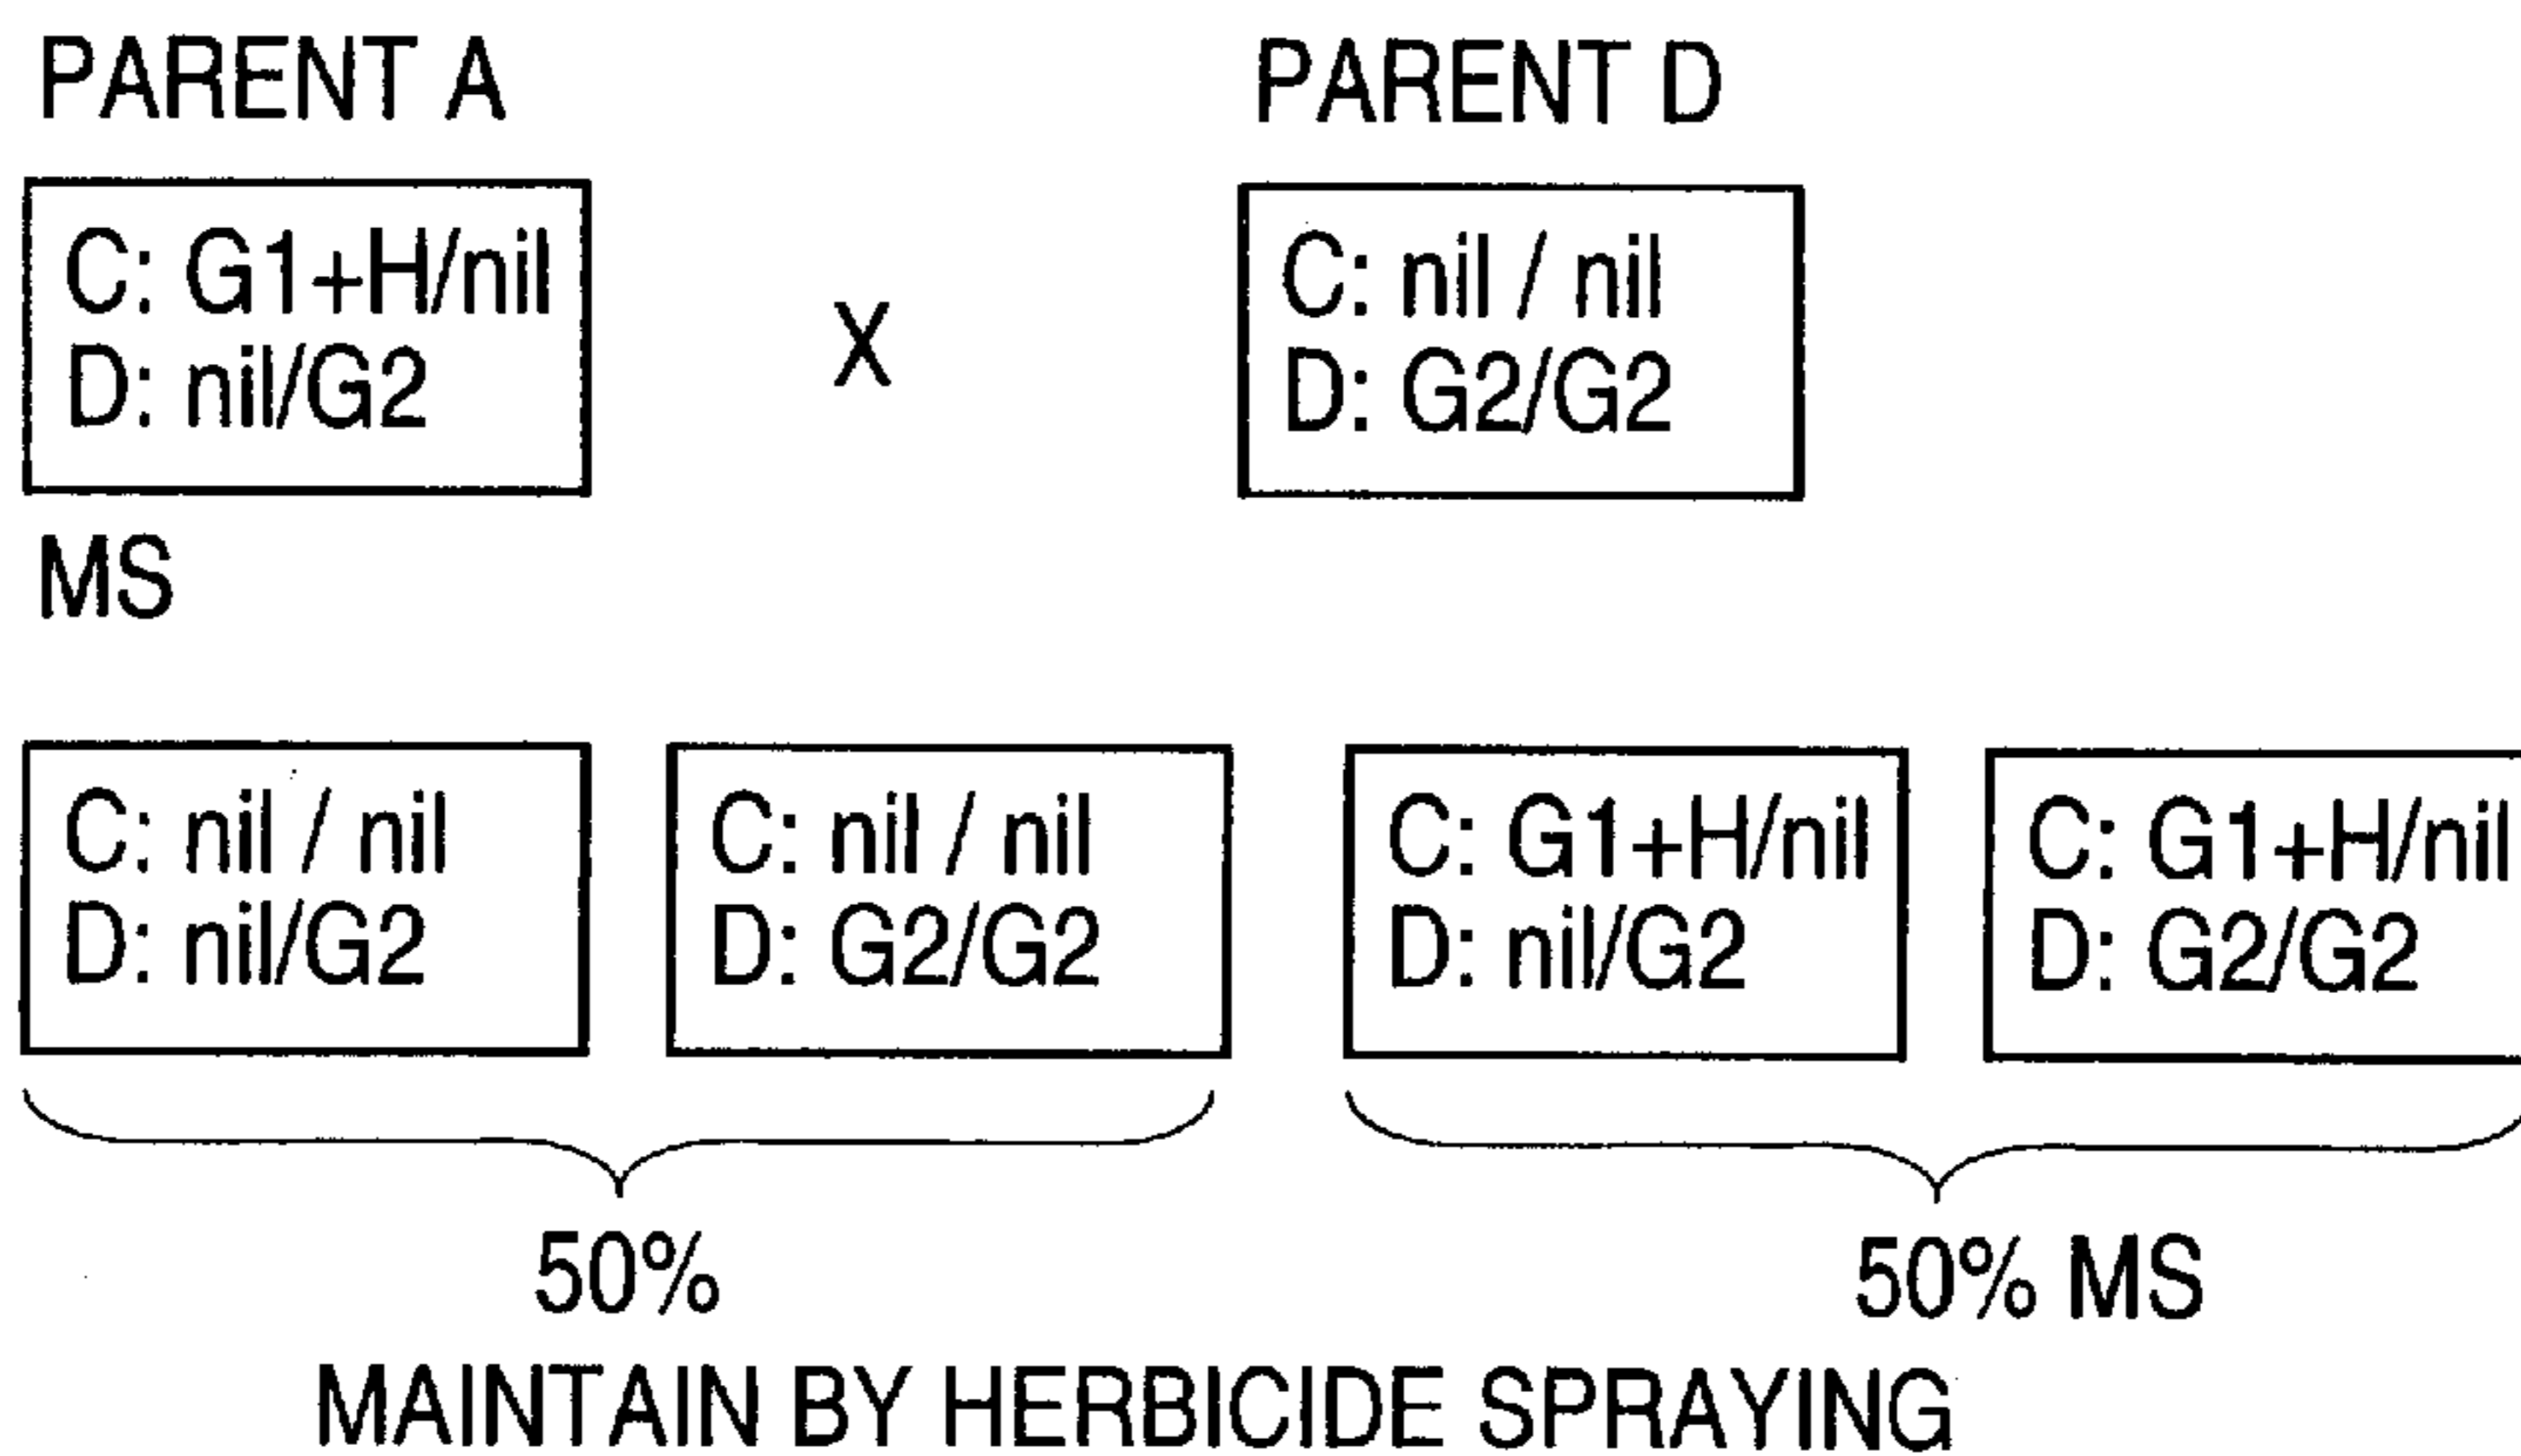 PARENT A
PARENT D
C: G1+H/nil
D: nil/G2
X
C: nil / nil
D: G2/G2
MS
C: nil / nil
D: nil/G2
C: nil / nil
D: G2/G2
C: G1+H/nil
D: nil/G2
C: G1+H/nil
D: G2/G2
50%
50% MS
MAINTAIN BY HERBICIDE SPRAYING